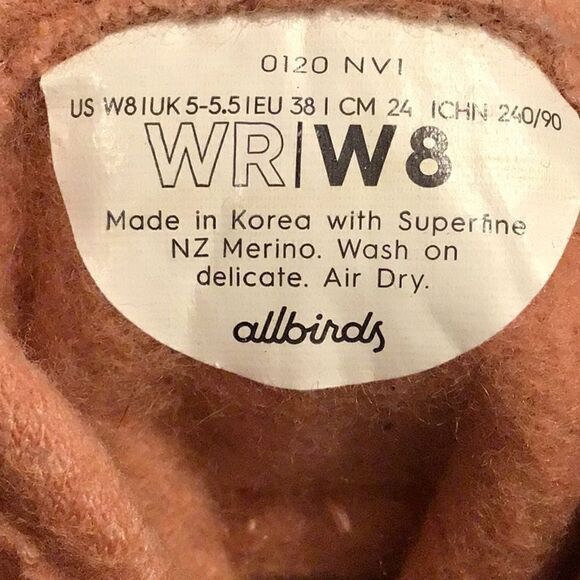 0120 NV1
US W8|UK 5-5.5|EU 38| CM 24 |CHN 240/90
WR|W8
Made in Korea with Superfine
NZ Merino. Wash on
delicate. Air Dry.
allbirds